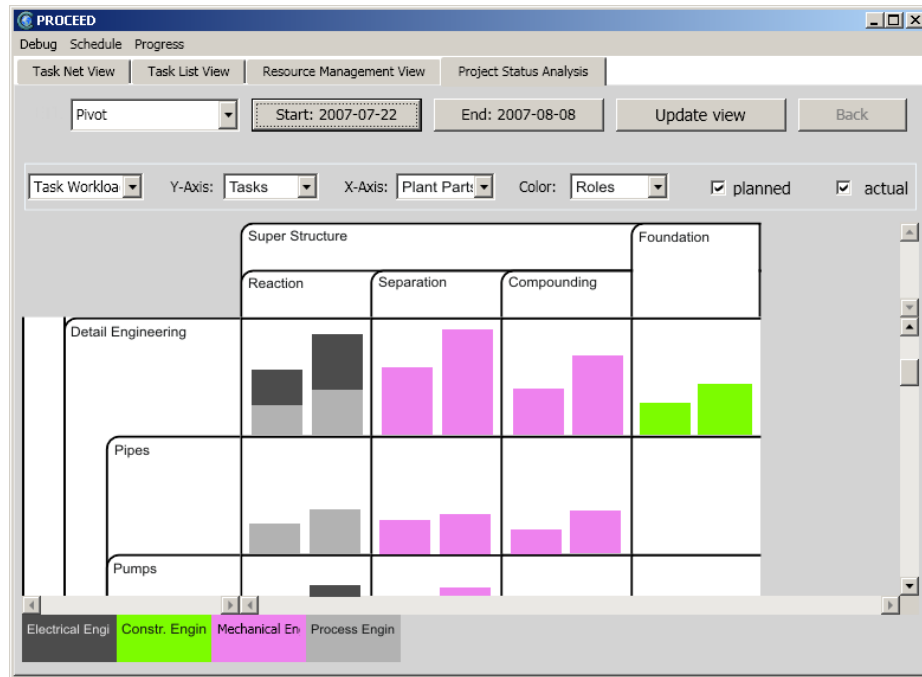 PROCEED
Debug Schedule Progress
Task Net View Task List View Resource Management View Project Status Analysis
Pivot Start: 2007-07-22 End: 2007-08-08 Update view Back
Task Workloa Y-Axis: Tasks X-Axis: Plant Parts Color: Roles planned actual
Super Structure Foundation
Reaction Separation Compounding
Detail Engineering
Pipes
Pumps
Electrical Engi Constr. Engin Mechanical En Process Engin